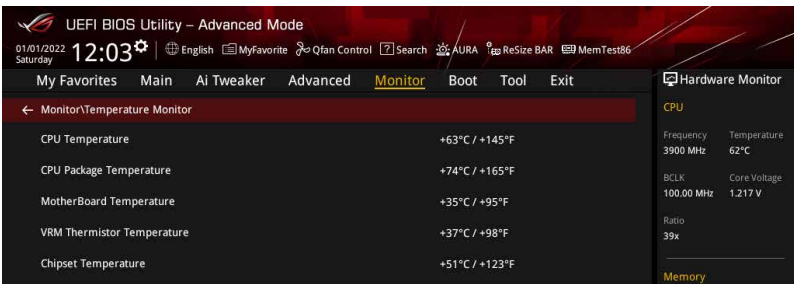 UEFI BIOS Utility – Advanced Mode
01/01/2022 Saturday 12:03 English MyFavorite Qfan Control ? Search AURA ReSize BAR MemTest86
My Favorites Main Ai Tweaker Advanced Monitor Boot Tool Exit
← Monitor\Temperature Monitor
CPU Temperature +63°C / +145°F
CPU Package Temperature +74°C / +165°F
MotherBoard Temperature +35°C / +95°F
VRM Thermistor Temperature +37°C / +98°F
Chipset Temperature +51°C / +123°F
Hardware Monitor
CPU
Frequency Temperature
3900 MHz 62°C
BCLK Core Voltage
100.00 MHz 1.217 V
Ratio
39x
Memory